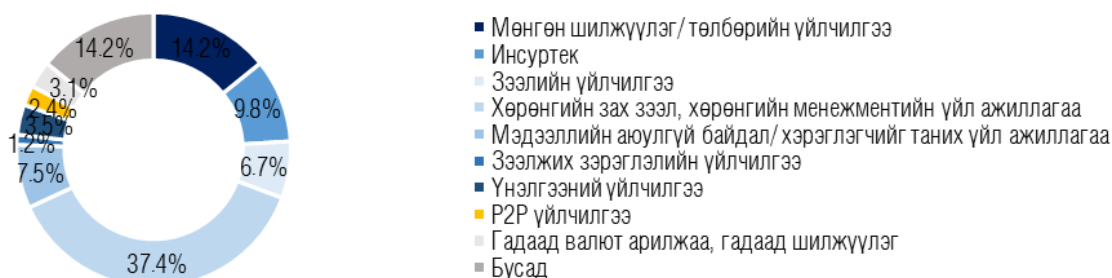 14.2%
14.2%
3.1%
2.4%
9.8%
3.5%
1.2%
7.5%
6.7%
37.4%
Мөнгөн шилжүүлэг/ төлбөрийн үйлчилгээ
Инсуртек
Зээлийн үйлчилгээ
Хөрөнгийн зах зээл, хөрөнгийн менежментийн үйл ажиллагаа
Мэдээллийн аюулгүй байдал/ хэрэглэгчийг таних үйл ажиллагаа
Зээлжих зэрэглэлийн үйлчилгээ
Үнэлгээний үйлчилгээ
P2P үйлчилгээ
Гадаад валют арилжаа, гадаад шилжүүлэг
Бусад